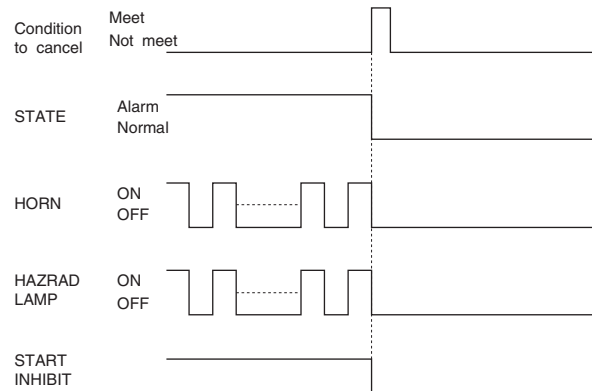 Condition to cancel
Meet
Not meet
STATE
Alarm
Normal
HORN
ON
OFF
HAZRAD LAMP
ON
OFF
START INHIBIT